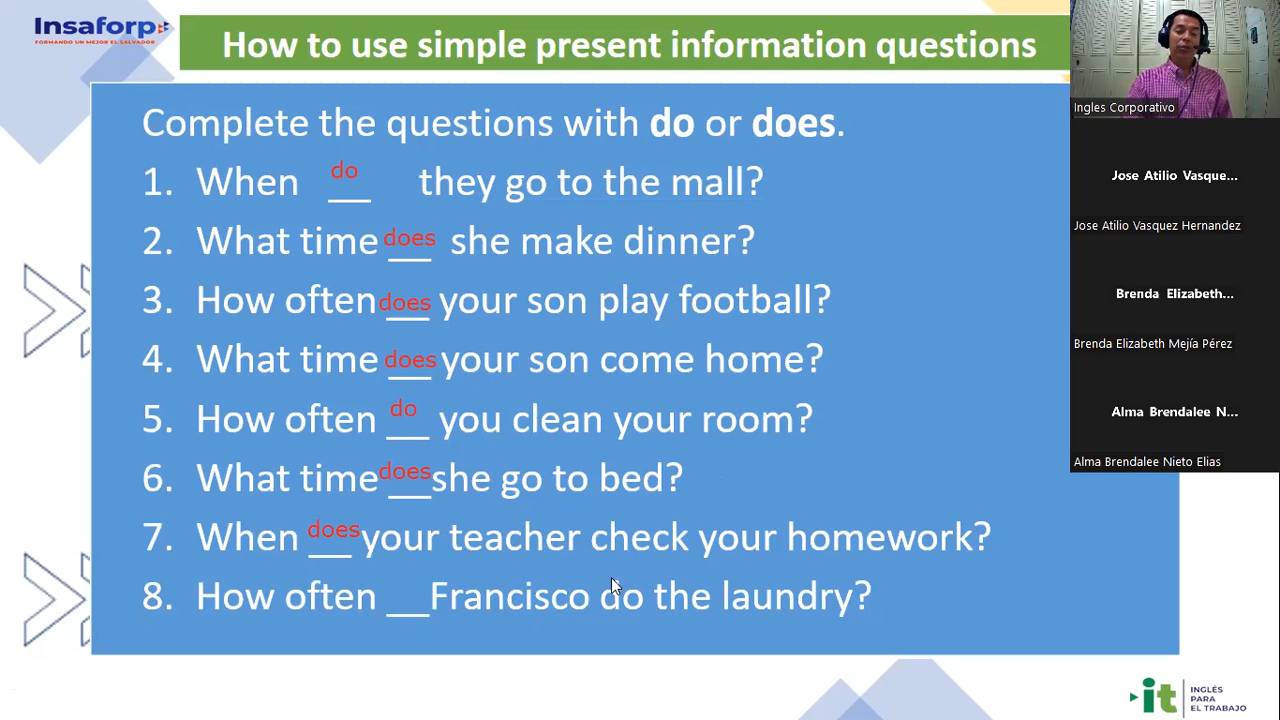 Insaforp
FORMANDO UN MEJOR EL SALVADOR
How to use simple present information questions
Complete the questions with do or does.
1. When do they go to the mall?
2. What time does she make dinner?
3. How often does your son play football?
4. What time does your son come home?
5. How often do you clean your room?
6. What time does she go to bed?
7. When does your teacher check your homework?
8. How often __ Francisco do the laundry?
Ingles Corporativo
Jose Atilio Vasque...
Jose Atilio Vasquez Hernandez
Brenda Elizabeth...
Brenda Elizabeth Mejía Pérez
Alma Brendalee N...
Alma Brendalee Nieto Elias
it
INGLÉS
PARA
EL TRABAJO